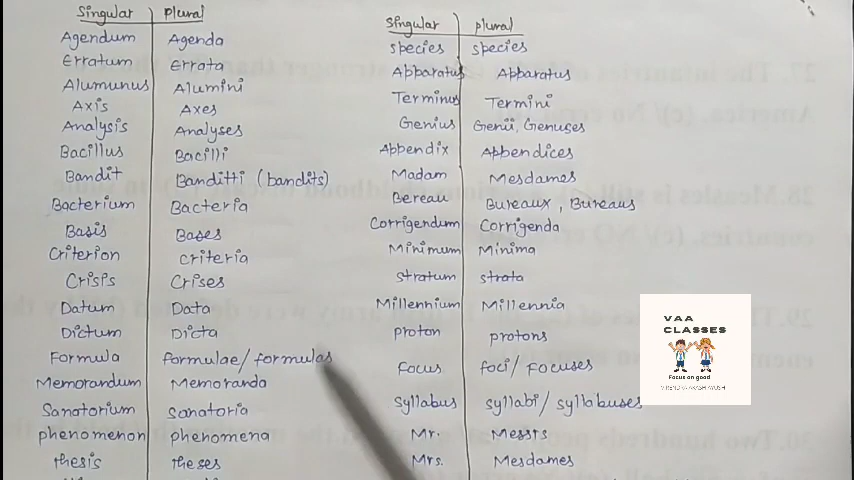 Singular Plural
Agendum Agenda
Erratum Errata
Alumunus Alumini
Axis Axes
Analysis Analyses
Bacillus Bacilli
Bandit Banditti (bandits)
Bacterium Bacteria
Basis Bases
Criterion criteria
Crisis Crises
Datum Data
Dictum Dicta
Formula formulae/formulas
Memorandum Memoranda
Sanatorium sanatoria
phenomenon phenomena
thesis theses
Singular plural
species species
Apparatus Apparatus
Terminus Termini
Genius Genii, Genuses
Appendix Appendices
Madam Mesdames
Bereau Bureaux, Bureaus
Corrigendum Corrigenda
Minimum Minima
stratum strata
Millennium Millennia
proton protons
Focus foci/Focuses
syllabus syllabi/syllabuses
Mr Messrs
Mrs. Mesdames
VAA
CLASSES
Focus on good